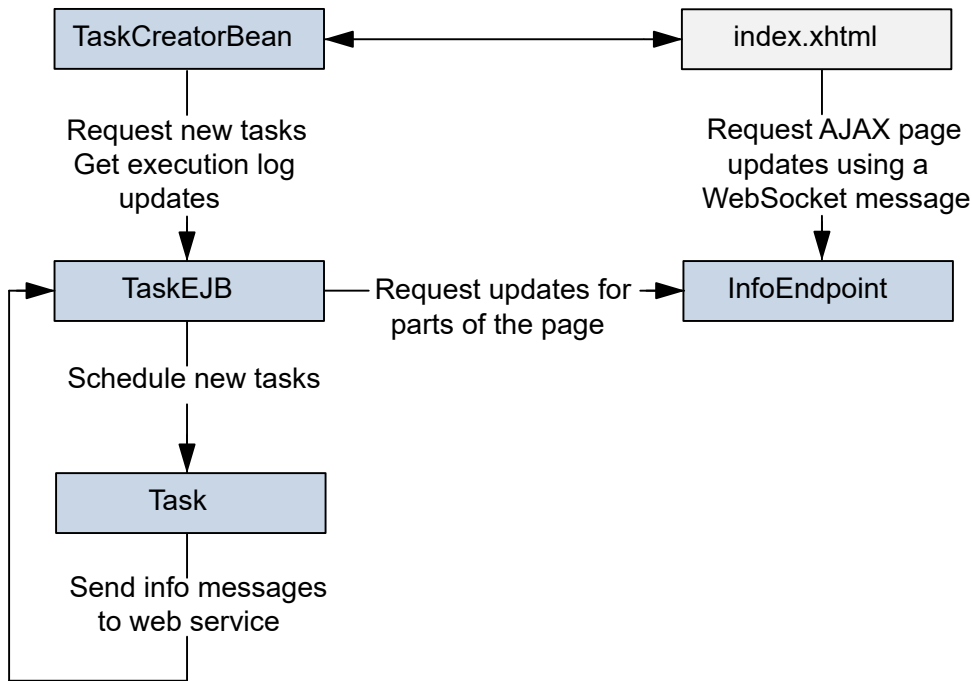 TaskCreatorBean
index.xhtml
Request new tasks
Get execution log
updates
Request AJAX page
updates using a
WebSocket message
TaskEJB
Request updates for
parts of the page
InfoEndpoint
Schedule new tasks
Task
Send info messages
to web service